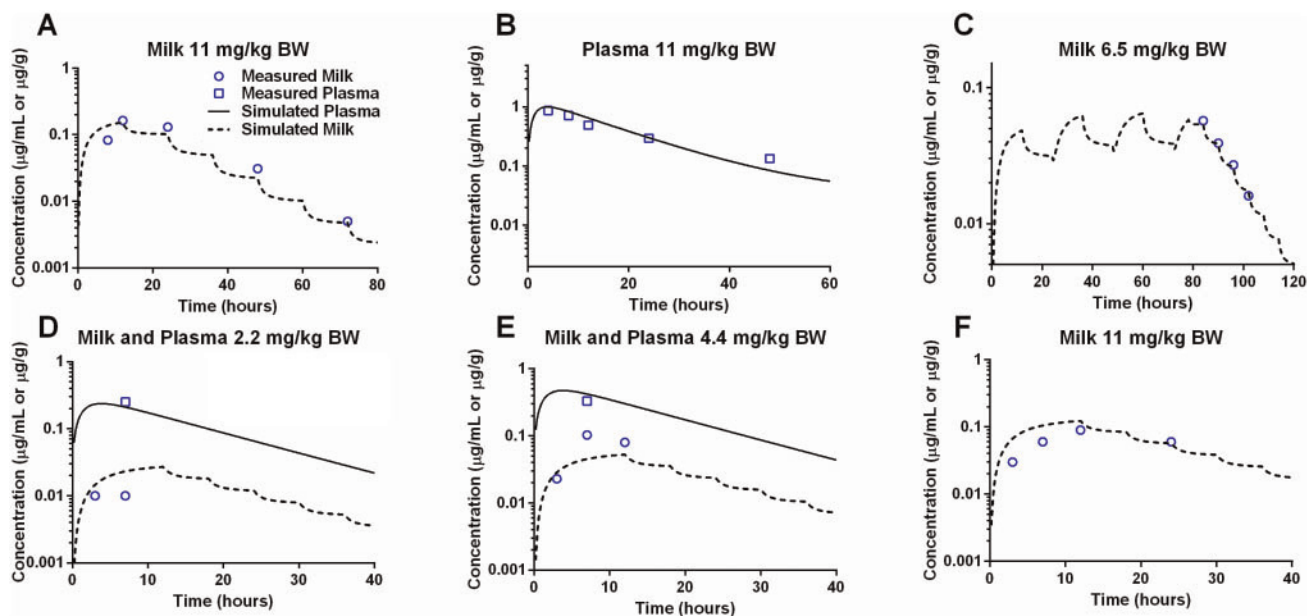 A
Milk 11 mg/kg BW
Concentration (μg/mL or μg/g)
1
0.1
0.01
0.001
0 20 40 60 80
Time (hours)
Measured Milk
Measured Plasma
Simulated Plasma
Simulated Milk
B
Plasma 11 mg/kg BW
Concentration (μg/mL or μg/g)
1
0.1
0.01
0 20 40 60
Time (hours)
C
Milk 6.5 mg/kg BW
Concentration (μg/mL or μg/g)
0.1
0.01
0 20 40 60 80 100 120
Time (hours)
D
Milk and Plasma 2.2 mg/kg BW
Concentration (μg/mL or μg/g)
1
0.1
0.01
0.001
0 10 20 30 40
Time (hours)
E
Milk and Plasma 4.4 mg/kg BW
Concentration (μg/mL or μg/g)
1
0.1
0.01
0.001
0 10 20 30 40
Time (hours)
F
Milk 11 mg/kg BW
Concentration (μg/mL or μg/g)
1
0.1
0.01
0.001
0 10 20 30 40
Time (hours)